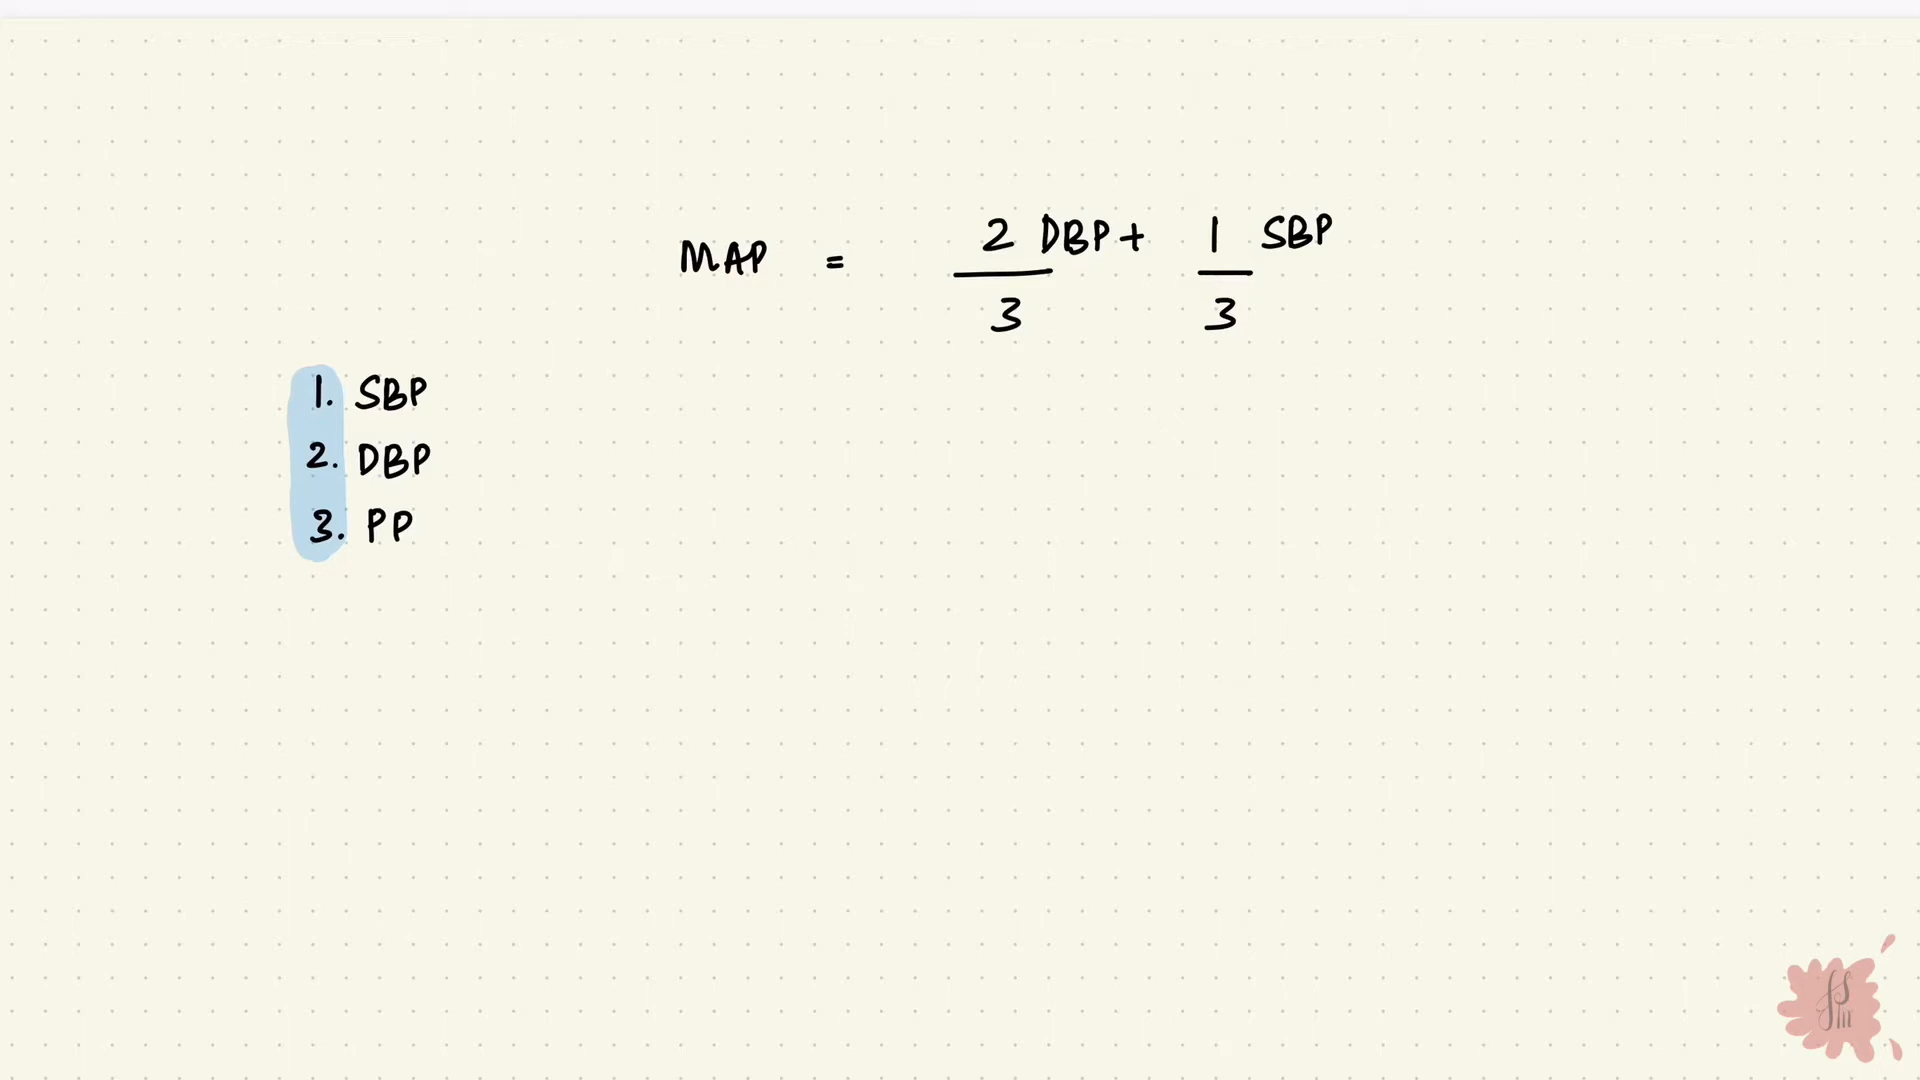 MAP = 2/3 DBP + 1/3 SBP
1. SBP
2. DBP
3. PP